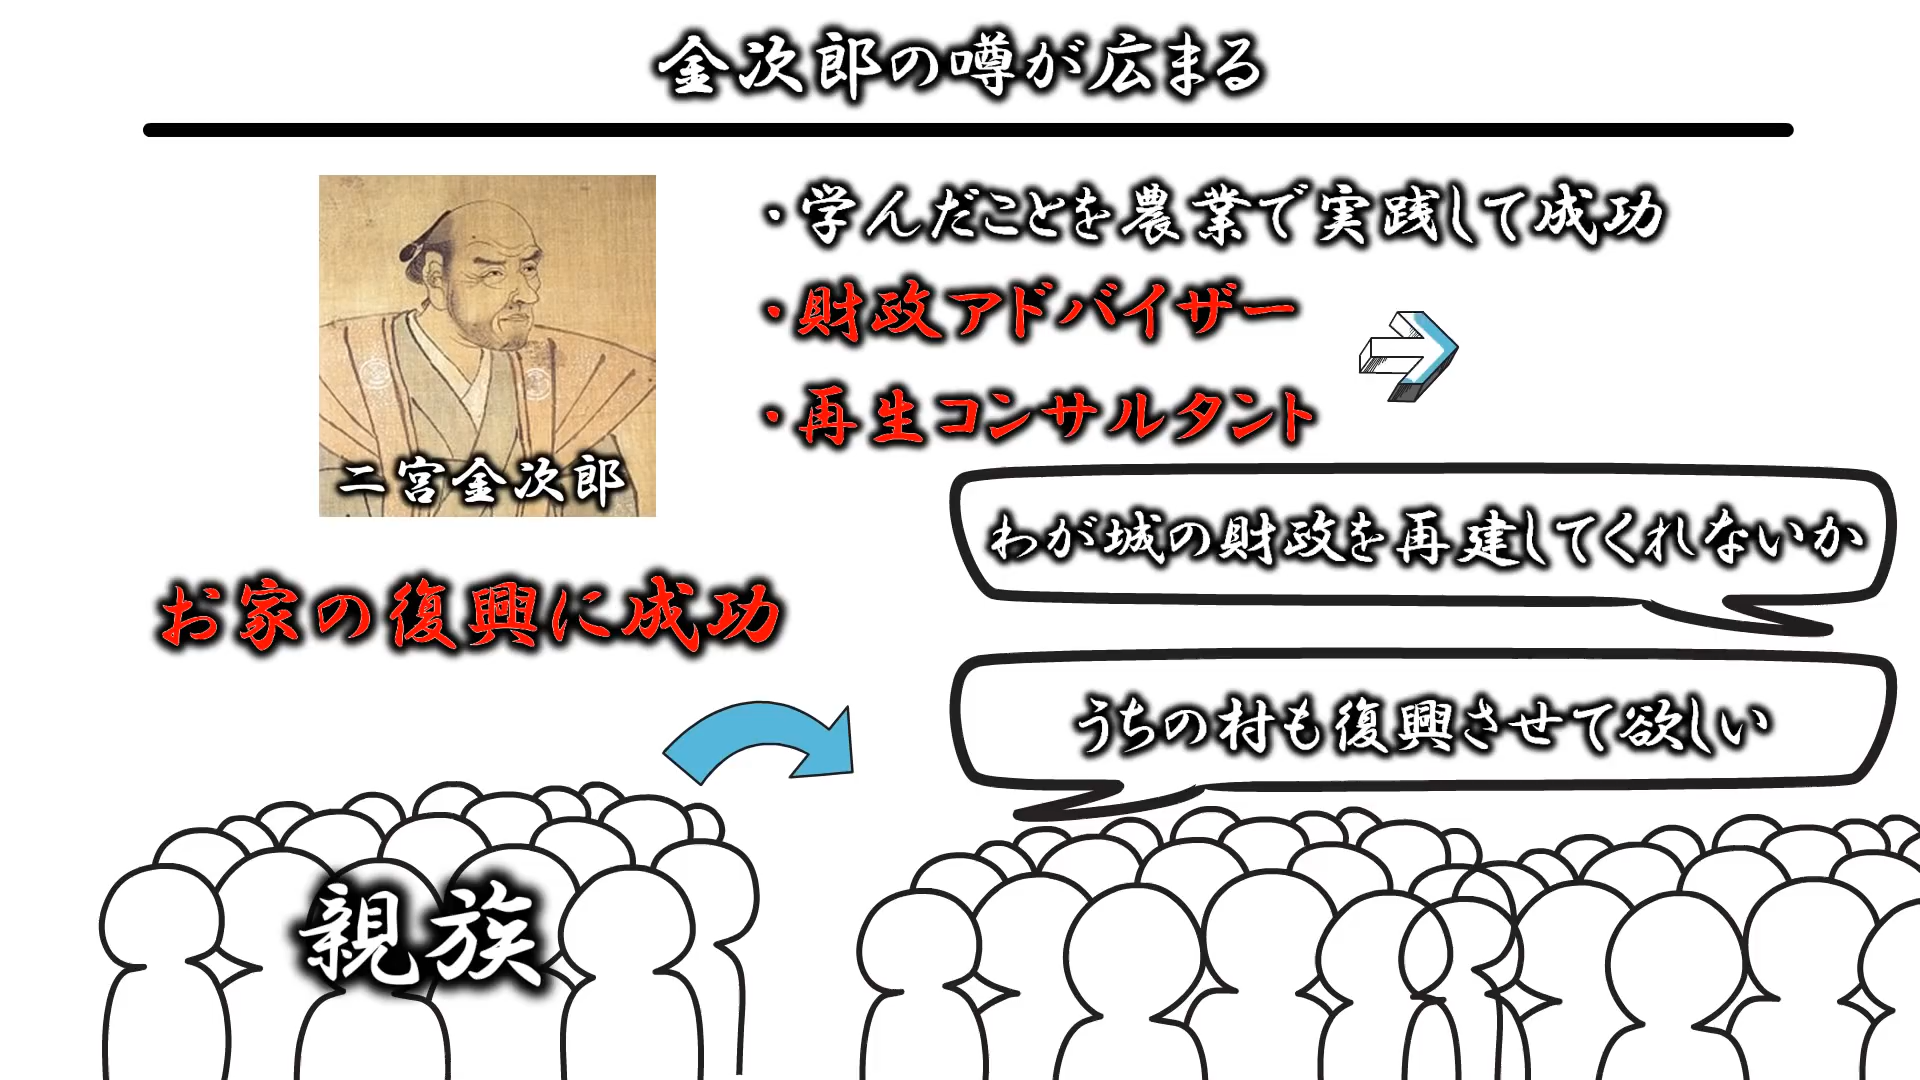 金次郎の噂が広まる
・学んだことを農業で実践して成功
・財政アドバイザー
・再生コンサルタント
二宮金次郎
わが城の財政を再建してくれないか
お家の復興に成功
うちの村も復興させて欲しい
親族